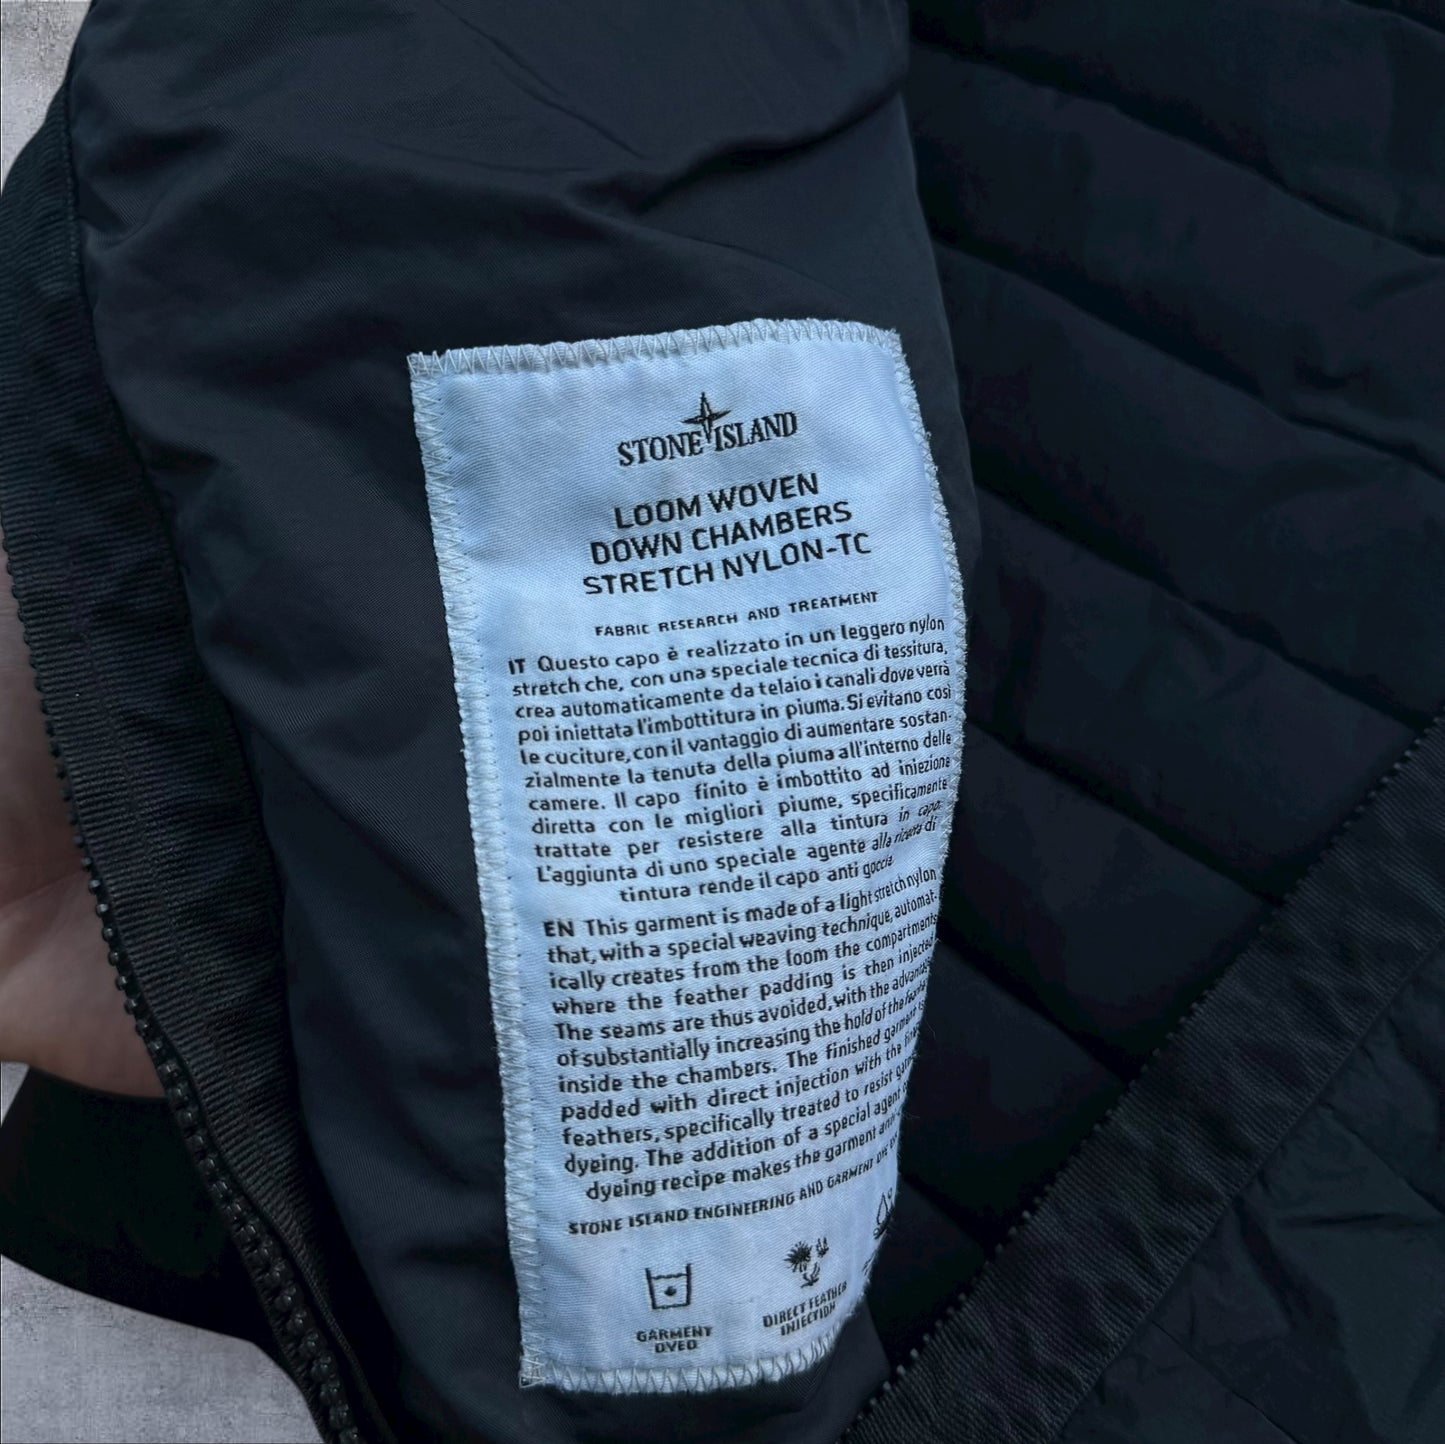 STONE ISLAND
LOOM WOVEN
DOWN CHAMBERS
STRETCH NYLON-TC
FABRIC RESEARCH AND TREATMENT
IT Questo capo è realizzato in un leggero nylon
stretch che, con una speciale tecnica di tessitura,
crea automaticamente da telaio i canali dove verrà
poi iniettata l'imbottitura in piuma. Si evitano così
le cuciture, con il vantaggio di aumentare sostan-
zialmente la tenuta della piuma all'interno delle
camere. Il capo finito è imbottito ad iniezione
diretta con le migliori piume, specificamente
trattate per resistere alla tintura in capo.
L'aggiunta di uno speciale agente alla ricetta di
tintura rende il capo anti goccia.
EN This garment is made of a light stretch nylon
that, with a special weaving technique, automat-
ically creates from the loom the compartments
where the feather padding is then injected.
The seams are thus avoided, with the advantage
of substantially increasing the hold of the feather
inside the chambers. The finished garment is
padded with direct injection with the
feathers, specifically treated to resist
dyeing. The addition of a special agent
dyeing recipe makes the garment
STONE ISLAND ENGINEERING AND GARMENT DYE
GARMENT
DYED
DIRECT FEATHER
INJECTION